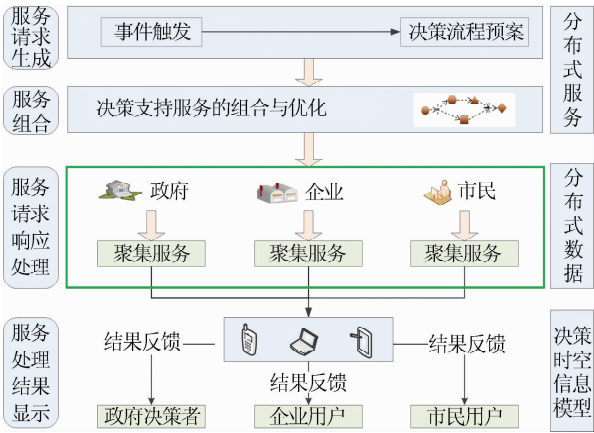 服务
请求
生成
事件触发
决策流程预案
分
布
式
服
务
服务
组合
决策支持服务的组合与优化
服务
请求
响应
处理
政府
企业
市民
聚集服务
聚集服务
聚集服务
分
布
式
数
据
服务
处理
结果
显示
结果反馈
结果反馈
结果反馈
政府决策者
企业用户
市民用户
决策
时空
信息
模型